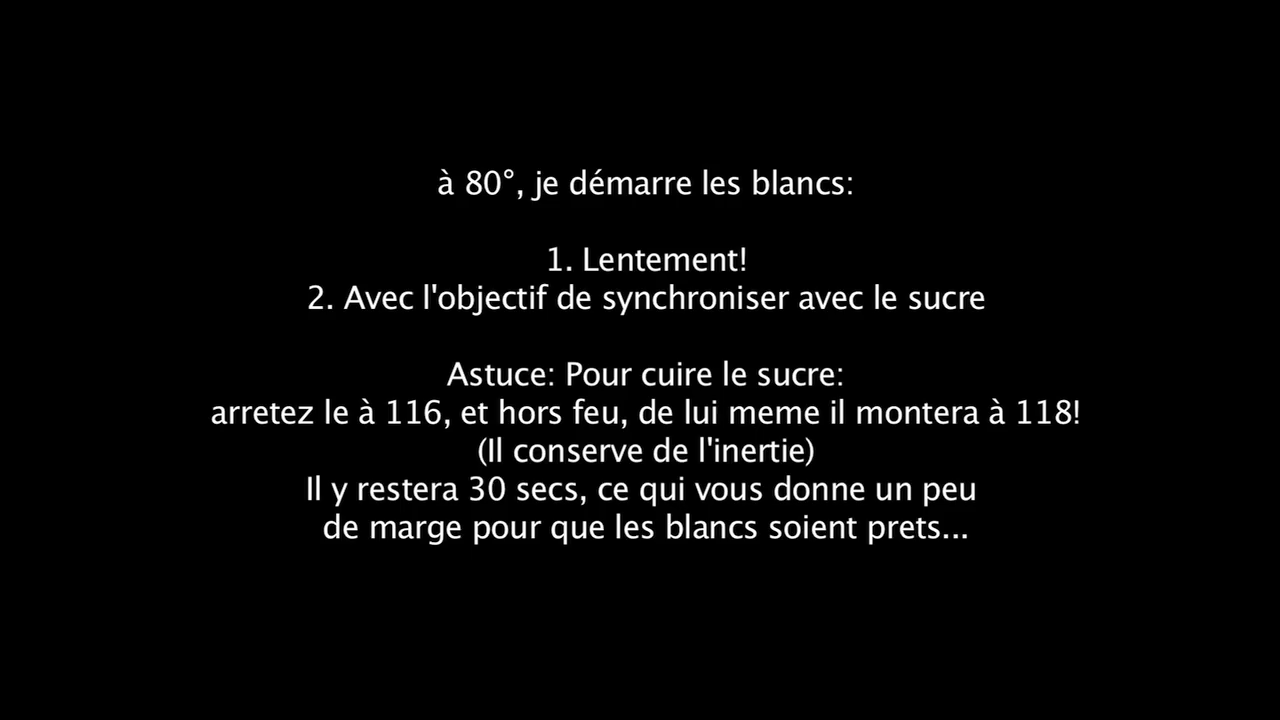 à 80°, je démarre les blancs:
1. Lentement!
2. Avec l'objectif de synchroniser avec le sucre
Astuce: Pour cuire le sucre:
arretez le à 116, et hors feu, de lui meme il montera à 118!
(Il conserve de l'inertie)
Il y restera 30 secs, ce qui vous donne un peu
de marge pour que les blancs soient prets...